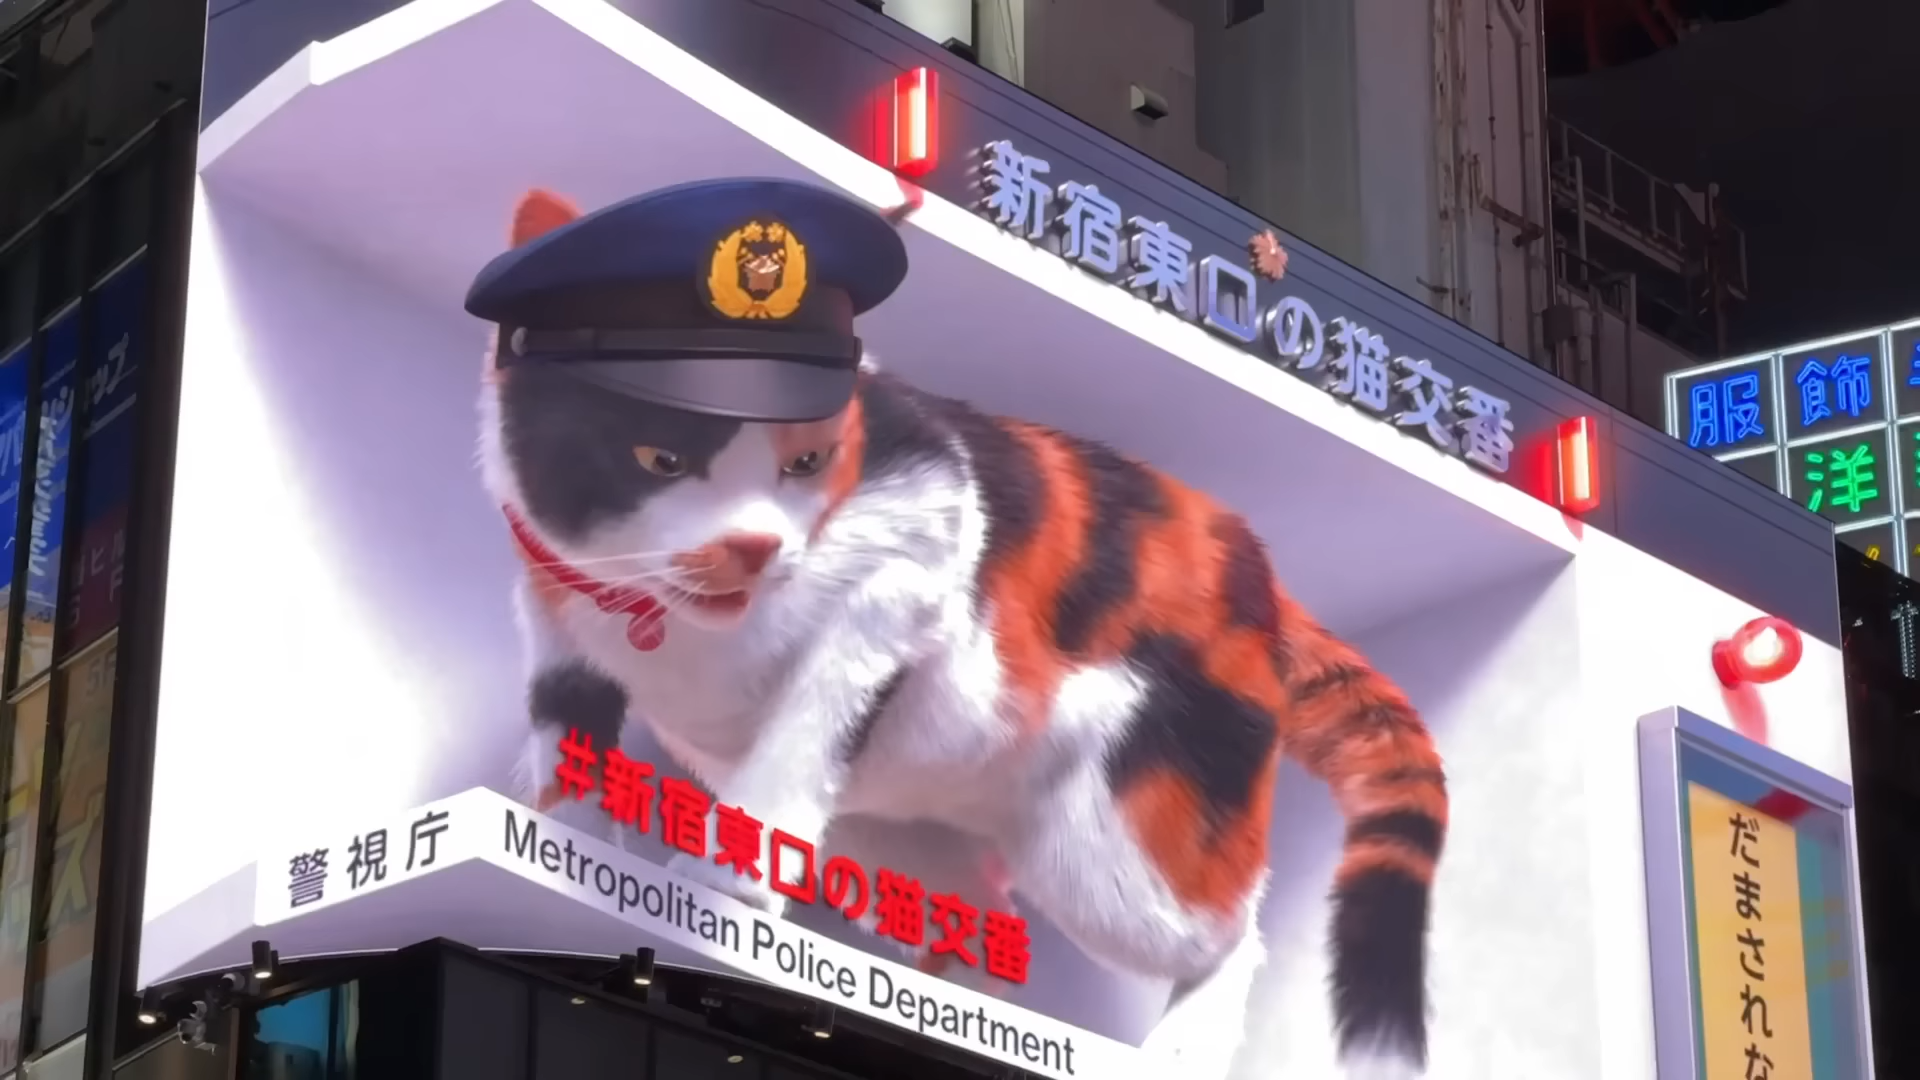 新宿東口の猫交番
服飾
洋
#新宿東口の猫交番
警視庁 Metropolitan Police Department
だまされな